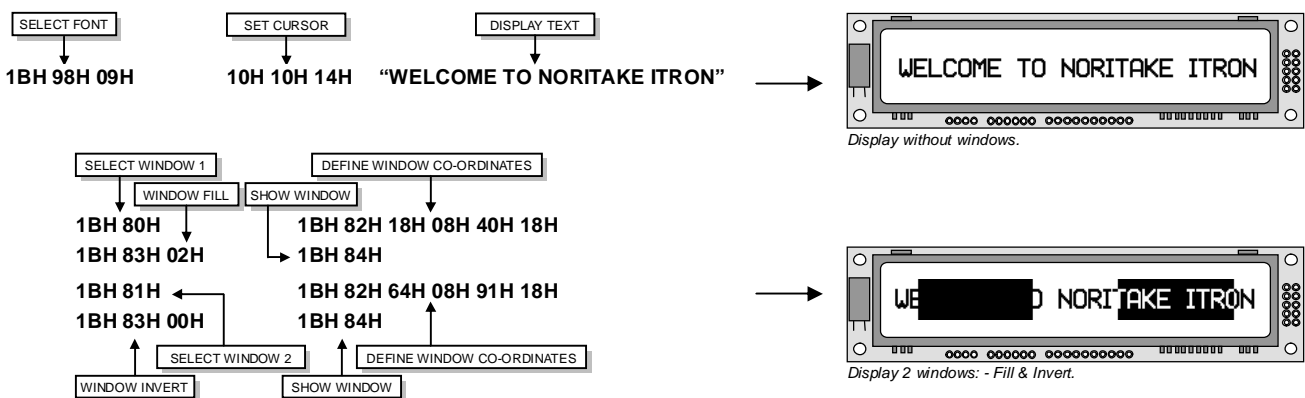 SELECT FONT
SET CURSOR
DISPLAY TEXT
1BH 98H 09H
10H 10H 14H
“WELCOME TO NORITAKE ITRON”
WELCOME TO NORITAKE ITRON
Display without windows.
SELECT WINDOW 1
DEFINE WINDOW CO-ORDINATES
WINDOW FILL
SHOW WINDOW
1BH 80H
1BH 82H 18H 08H 40H 18H
1BH 83H 02H
1BH 84H
1BH 81H
1BH 82H 64H 08H 91H 18H
1BH 83H 00H
1BH 84H
SELECT WINDOW 2
DEFINE WINDOW CO-ORDINATES
WINDOW INVERT
SHOW WINDOW
WE O NORITAKE ITRON
Display 2 windows: - Fill & Invert.